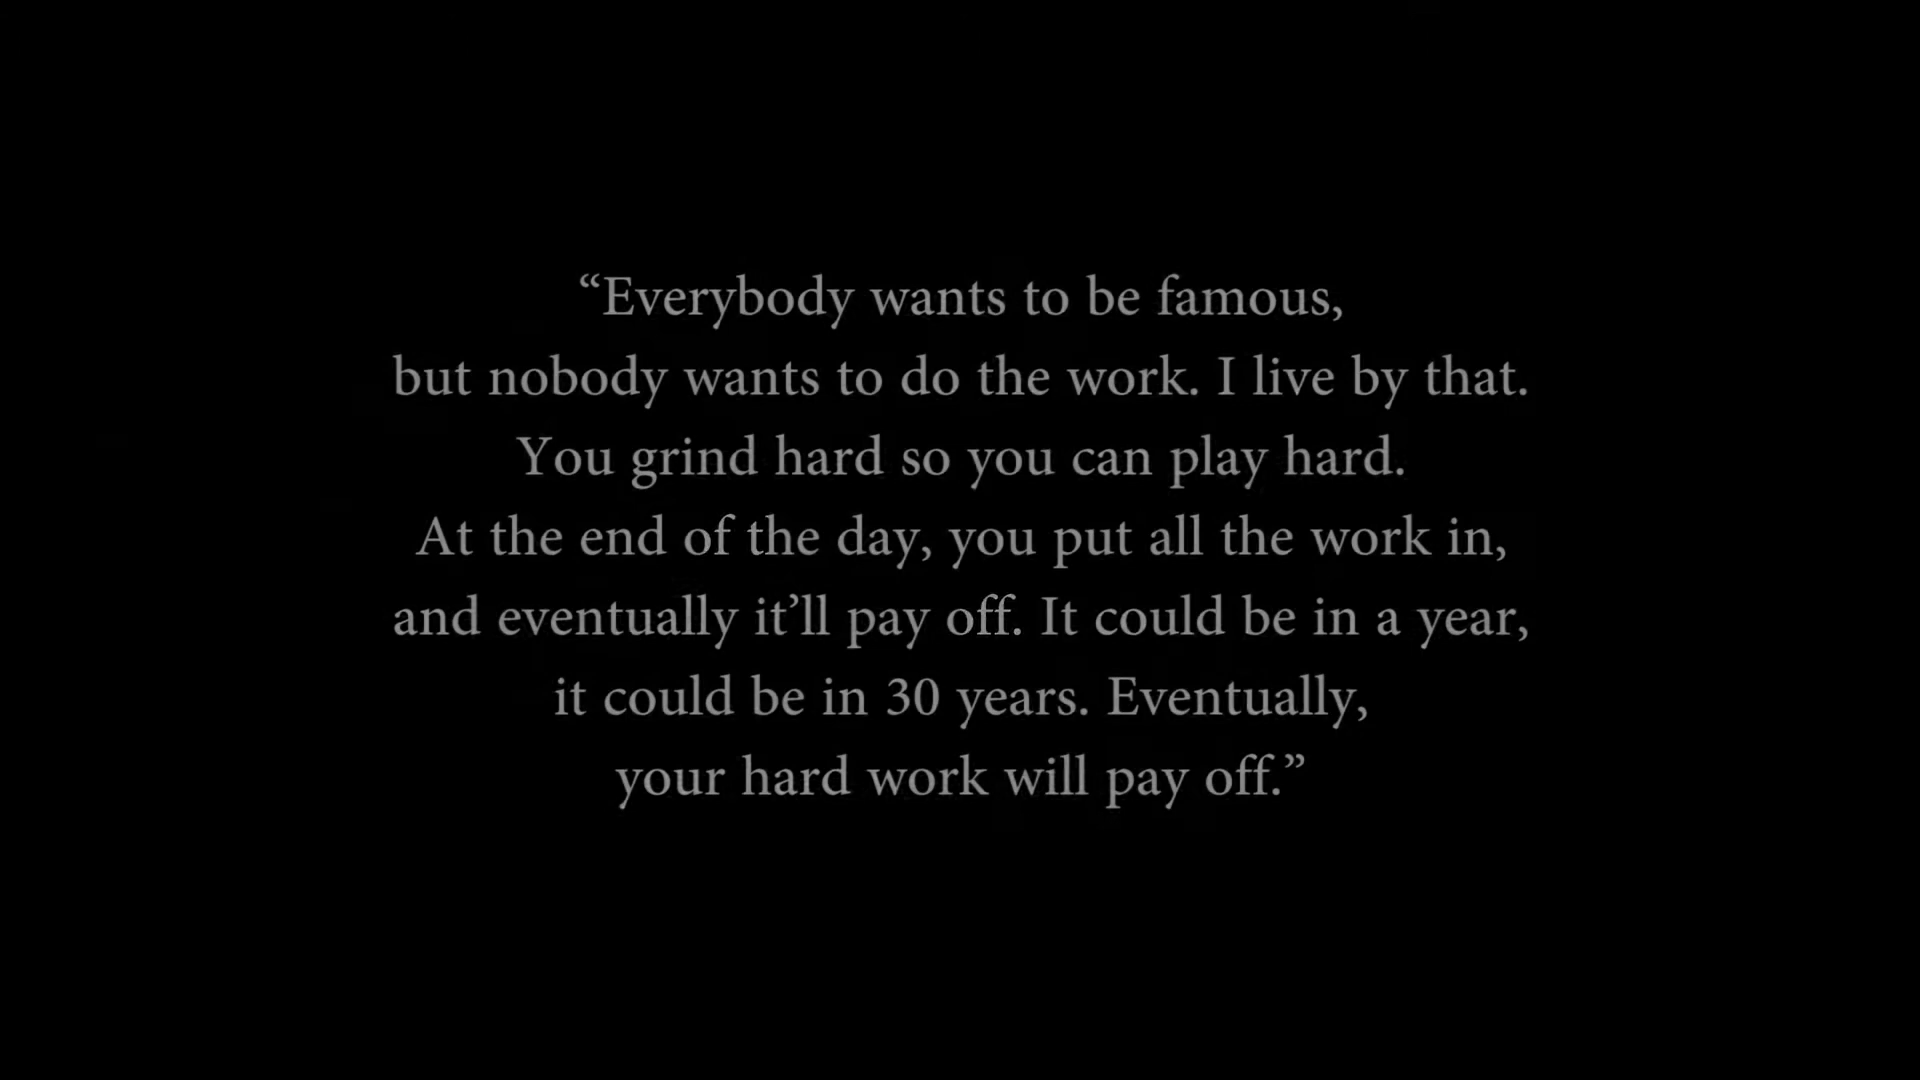 “Everybody wants to be famous,
but nobody wants to do the work. I live by that.
You grind hard so you can play hard.
At the end of the day, you put all the work in,
and eventually it’ll pay off. It could be in a year,
it could be in 30 years. Eventually,
your hard work will pay off.”